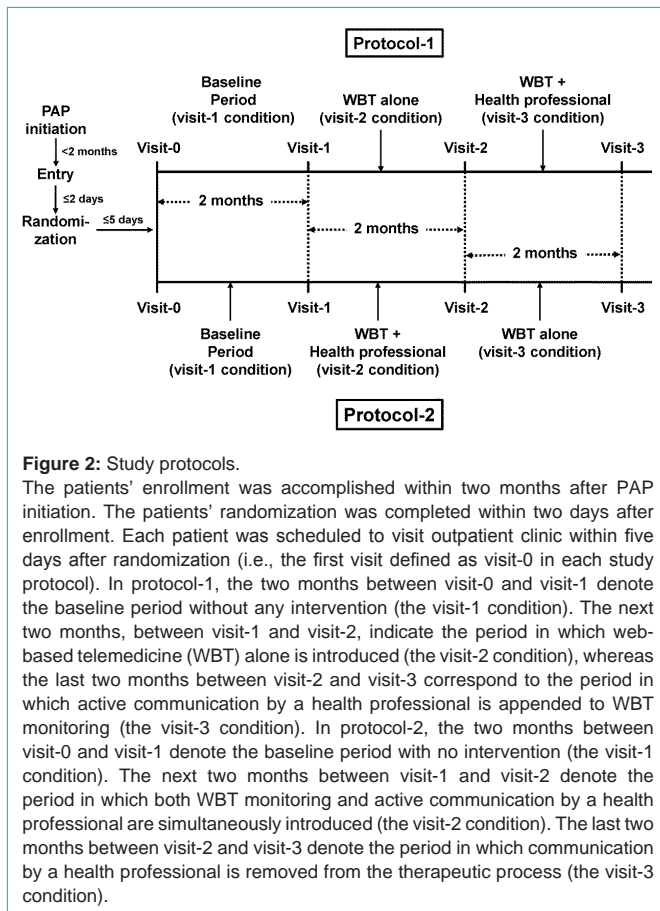 Protocol-1
Baseline
Period
(visit-1 condition)
WBT alone
(visit-2 condition)
WBT +
Health professional
(visit-3 condition)
PAP
initiation
<2 months
Entry
≤2 days
Randomi-
zation
≤5 days
Visit-0 Visit-1 Visit-2 Visit-3
2 months
2 months
2 months
Visit-0 Visit-1 Visit-2 Visit-3
Baseline
Period
(visit-1 condition)
WBT +
Health professional
(visit-2 condition)
WBT alone
(visit-3 condition)
Protocol-2
Figure 2: Study protocols.
The patients' enrollment was accomplished within two months after PAP
initiation. The patients' randomization was completed within two days after
enrollment. Each patient was scheduled to visit outpatient clinic within five
days after randomization (i.e., the first visit defined as visit-0 in each study
protocol). In protocol-1, the two months between visit-0 and visit-1 denote
the baseline period without any intervention (the visit-1 condition). The next
two months, between visit-1 and visit-2, indicate the period in which web-
based telemedicine (WBT) alone is introduced (the visit-2 condition), whereas
the last two months between visit-2 and visit-3 correspond to the period in
which active communication by a health professional is appended to WBT
monitoring (the visit-3 condition). In protocol-2, the two months between
visit-0 and visit-1 denote the baseline period with no intervention (the visit-1
condition). The next two months between visit-1 and visit-2 denote the
period in which both WBT monitoring and active communication by a health
professional are simultaneously introduced (the visit-2 condition). The last two
months between visit-2 and visit-3 denote the period in which communication
by a health professional is removed from the therapeutic process (the visit-3
condition).